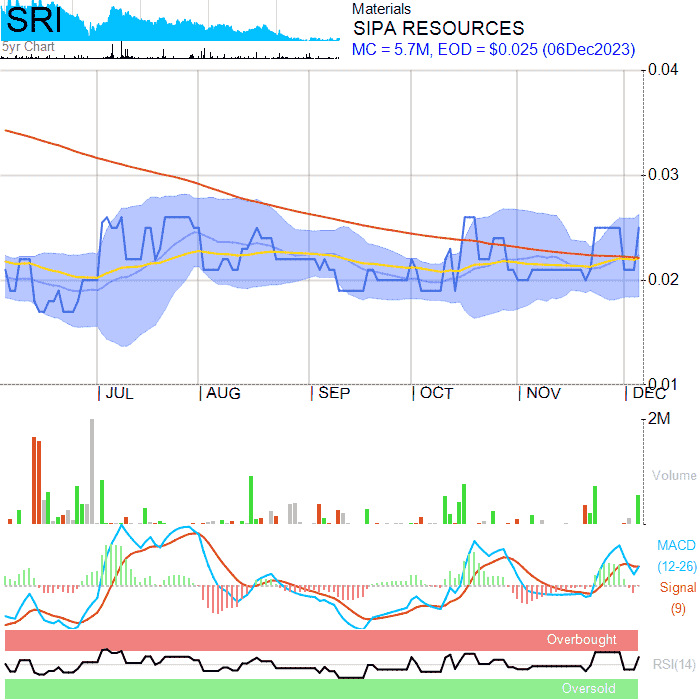 SRI
5yr Chart
Materials
SIPA RESOURCES
MC = 5.7M, EOD = $0.025 (06Dec2023)
0.04
0.03
0.02
0.01
JUL
AUG
SEP
OCT
NOV
DEC
2M
Volume
MACD
(12-26)
Signal
(9)
Overbought
RSI(14)
Oversold